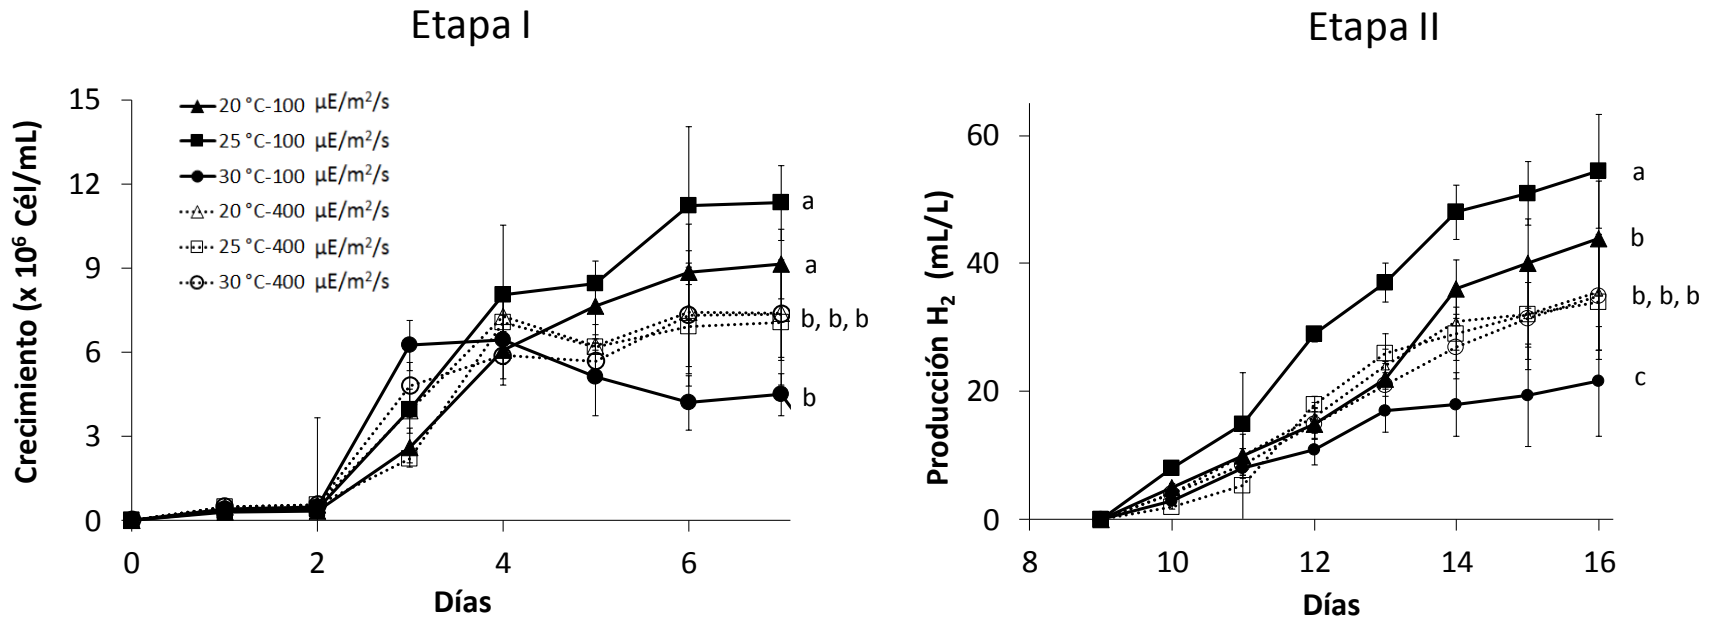 Etapa I
Crecimiento (x 10⁶ Cél/mL)
15
12
9
6
3
0
20 °C-100 µE/m²/s
25 °C-100 µE/m²/s
30 °C-100 µE/m²/s
20 °C-400 µE/m²/s
25 °C-400 µE/m²/s
30 °C-400 µE/m²/s
a
a
b, b, b
b
0 2 4 6
Días
Etapa II
Producción H₂ (mL/L)
60
40
20
0
a
b
b, b, b
c
8 10 12 14 16
Días